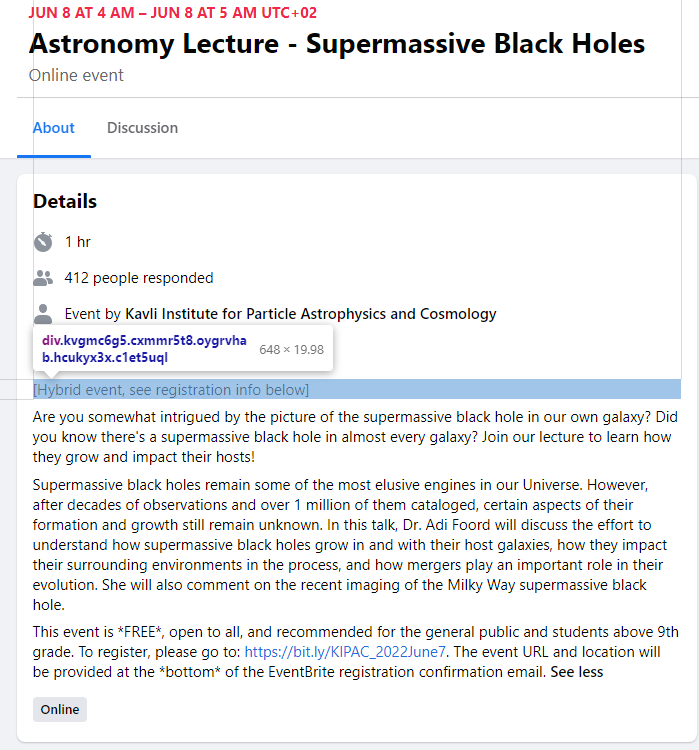 JUN 8 AT 4 AM – JUN 8 AT 5 AM UTC+02
Astronomy Lecture - Supermassive Black Holes
Online event
About Discussion
Details
1 hr
412 people responded
Event by Kavli Institute for Particle Astrophysics and Cosmology
div.kvgmc6g5.cxmmr5t8.oygrvha
b.hcukyx3x.c1et5uql 648 × 19.98
[Hybrid event, see registration info below]
Are you somewhat intrigued by the picture of the supermassive black hole in our own galaxy? Did
you know there's a supermassive black hole in almost every galaxy? Join our lecture to learn how
they grow and impact their hosts!
Supermassive black holes remain some of the most elusive engines in our Universe. However,
after decades of observations and over 1 million of them cataloged, certain aspects of their
formation and growth still remain unknown. In this talk, Dr. Adi Foord will discuss the effort to
understand how supermassive black holes grow in and with their host galaxies, how they impact
their surrounding environments in the process, and how mergers play an important role in their
evolution. She will also comment on the recent imaging of the Milky Way supermassive black
hole.
This event is *FREE*, open to all, and recommended for the general public and students above 9th
grade. To register, please go to: https://bit.ly/KIPAC_2022June7. The event URL and location will
be provided at the *bottom* of the EventBrite registration confirmation email. See less
Online